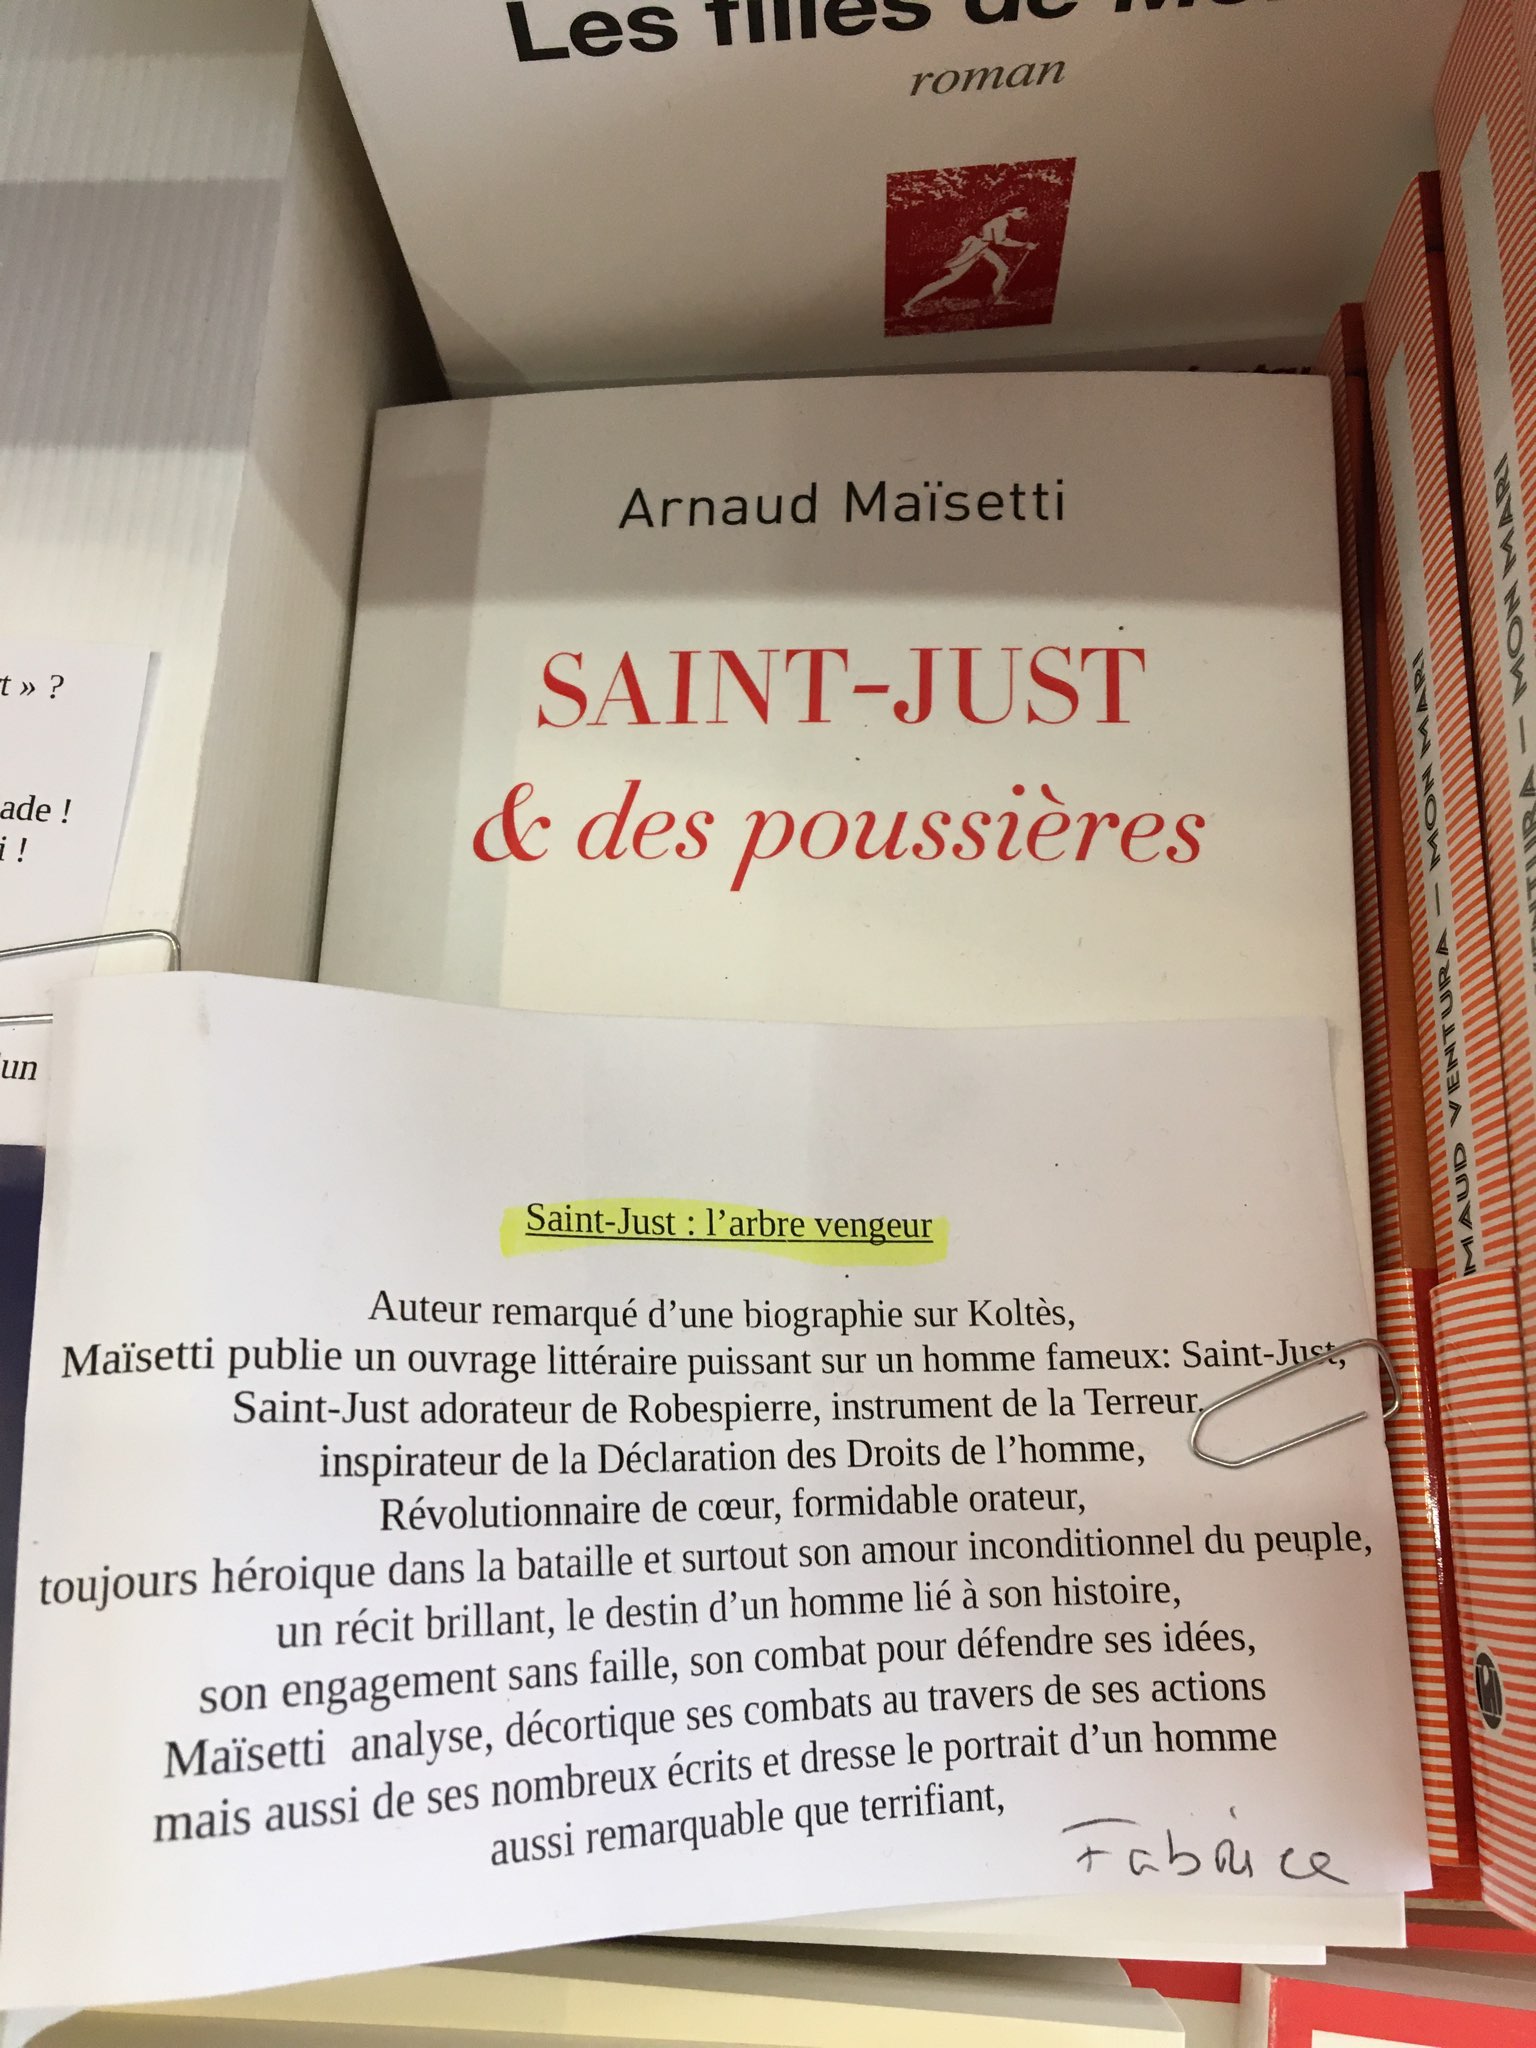 Les filles de
roman
Arnaud Maïsetti
SAINT-JUST
& des poussières
t » ?
ade !
i !
un
Saint-Just : l’arbre vengeur
Auteur remarqué d’une biographie sur Koltès,
Maïsetti publie un ouvrage littéraire puissant sur un homme fameux: Saint-Just,
Saint-Just adorateur de Robespierre, instrument de la Terreur,
inspirateur de la Déclaration des Droits de l’homme,
Révolutionnaire de cœur, formidable orateur,
toujours héroique dans la bataille et surtout son amour inconditionnel du peuple,
un récit brillant, le destin d’un homme lié à son histoire,
son engagement sans faille, son combat pour défendre ses idées,
Maïsetti analyse, décortique ses combats au travers de ses actions
mais aussi de ses nombreux écrits et dresse le portrait d’un homme
aussi remarquable que terrifiant,
Fabrice
MAUD VENTURA — MON MARI
VENTURA — MON MARI